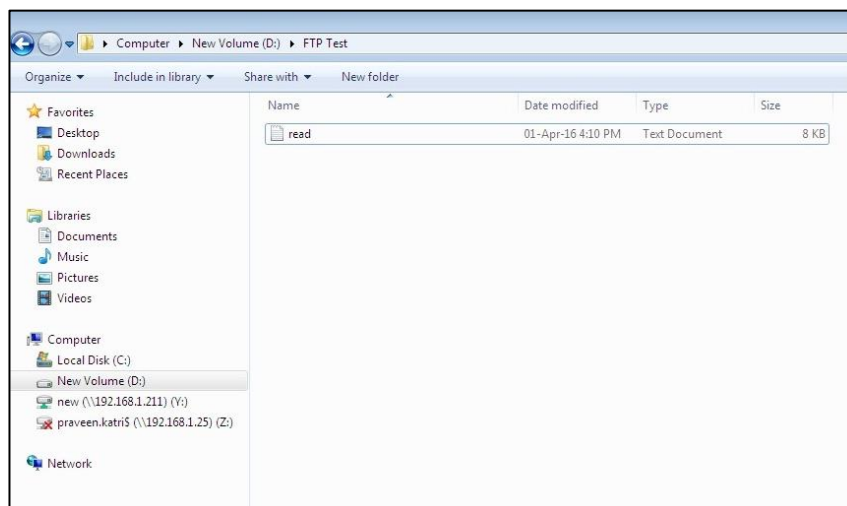 Computer ▸ New Volume (D:) ▸ FTP Test
Organize Include in library Share with New folder
Name Date modified Type Size
read 01-Apr-16 4:10 PM Text Document 8 KB
Favorites
Desktop
Downloads
Recent Places
Libraries
Documents
Music
Pictures
Videos
Computer
Local Disk (C:)
New Volume (D:)
new (\\192.168.1.211) (Y:)
praveen.katri$ (\\192.168.1.25) (Z:)
Network